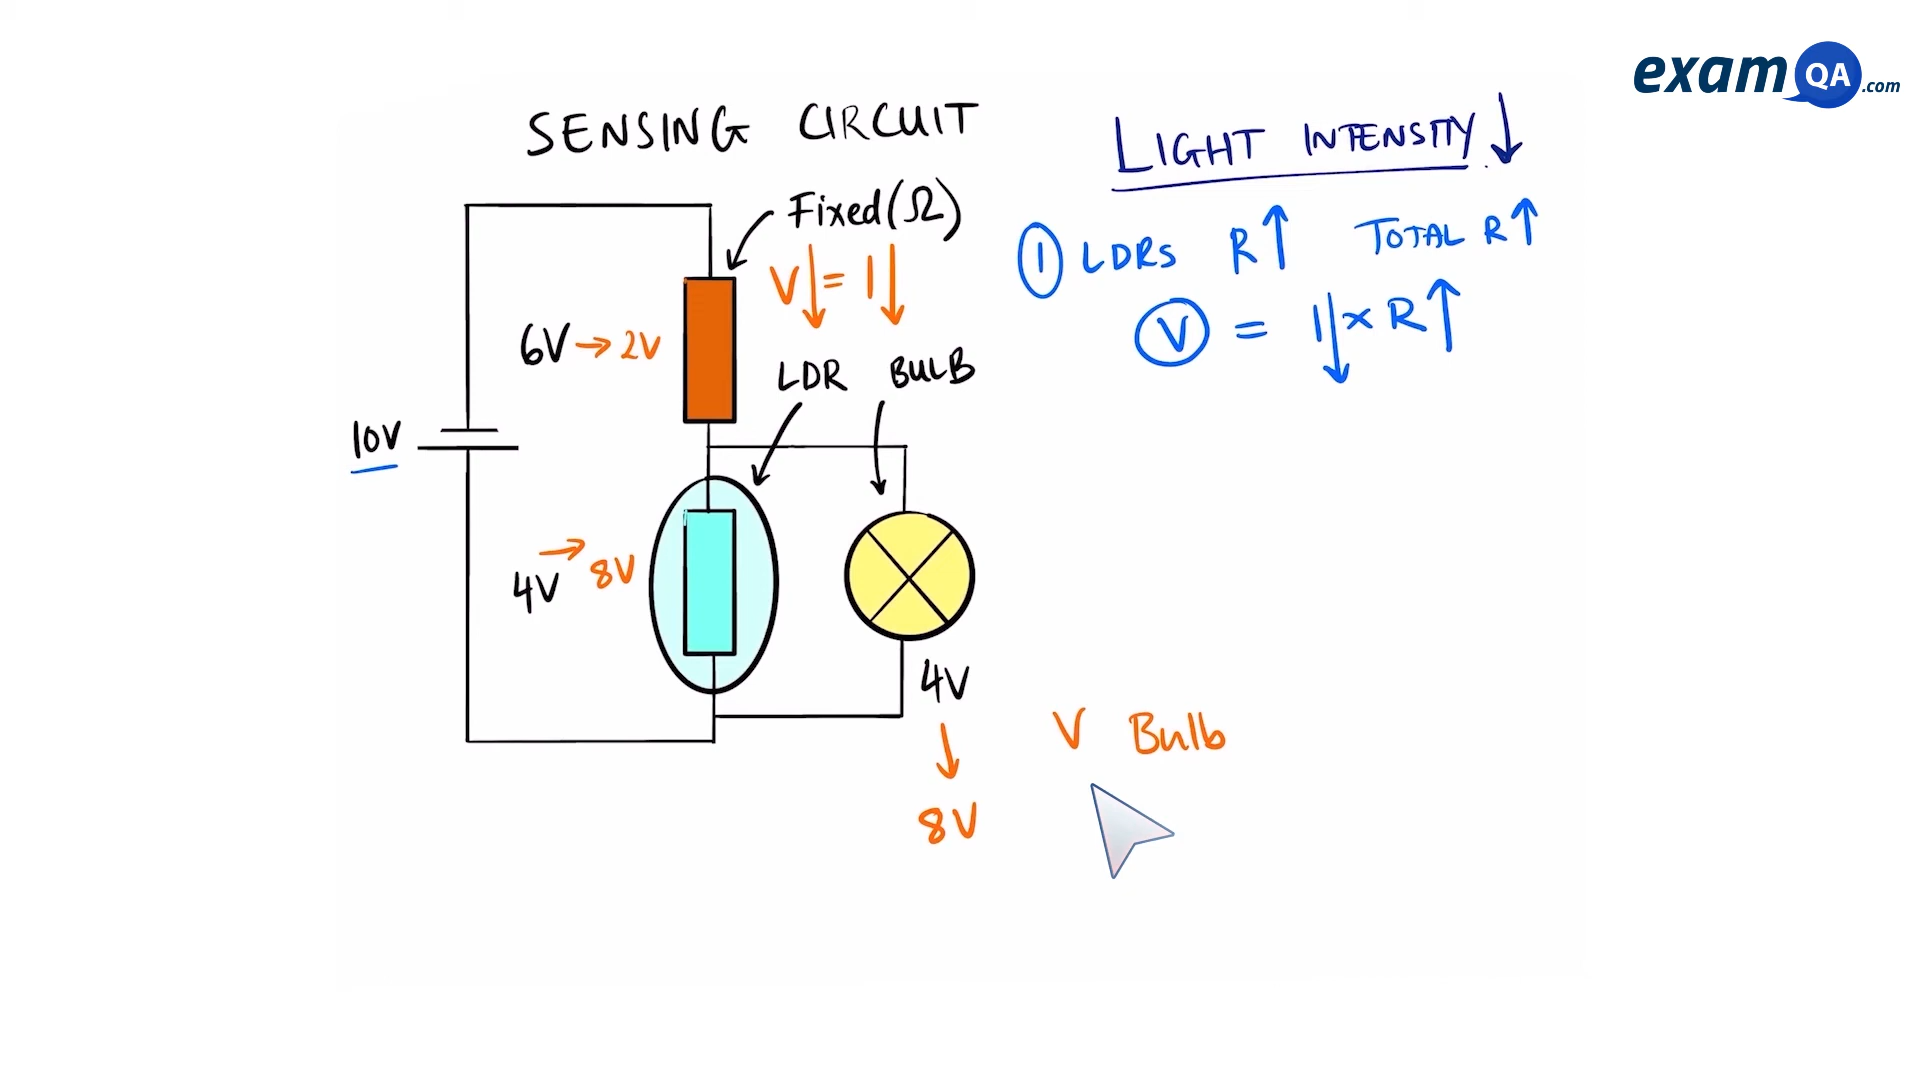 examQA.com
SENSING CIRCUIT
LIGHT INTENSITY ↓
Fixed (Ω)
V↓ = I↓
① LDRs R↑ TOTAL R↑
V = I↓ x R↑
6V → 2V
LDR BULB
10V
4V → 8V
4V
↓
8V
V Bulb